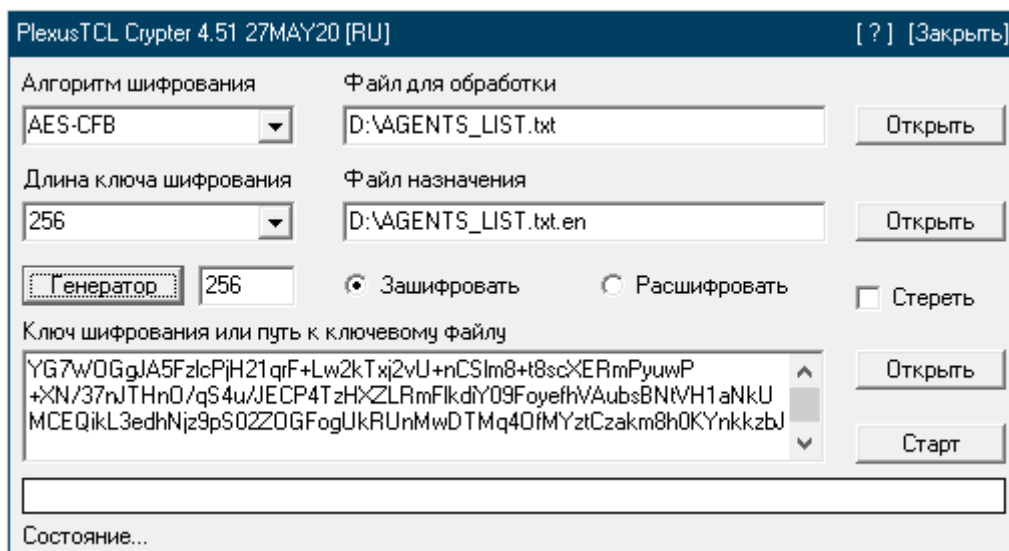 PlexusTCL Crypter 4.51 27MAY20 [RU] [ ? ] [Закрыть]
Алгоритм шифрования Файл для обработки
AES-CFB D:\AGENTS_LIST.txt Открыть
Длина ключа шифрования Файл назначения
256 D:\AGENTS_LIST.txt.en Открыть
Генератор 256 Зашифровать Расшифровать Стереть
Ключ шифрования или путь к ключевому файлу
YG7WOGgJA5FzlcPjH21qrF+Lw2kTxj2vU+nCSIm8+t8scXERmPyuwP
+XN/37nJTHnO/qS4u/JECP4TzHXZLRmFlkdiY09FoyefhVAubsBNtVH1aNkU
MCEQikL3edhNjz9pS02ZOGFogUkRUnMwDTMq4OfMYztCzakm8h0KYnkkzbJ
Открыть
Старт
Состояние...